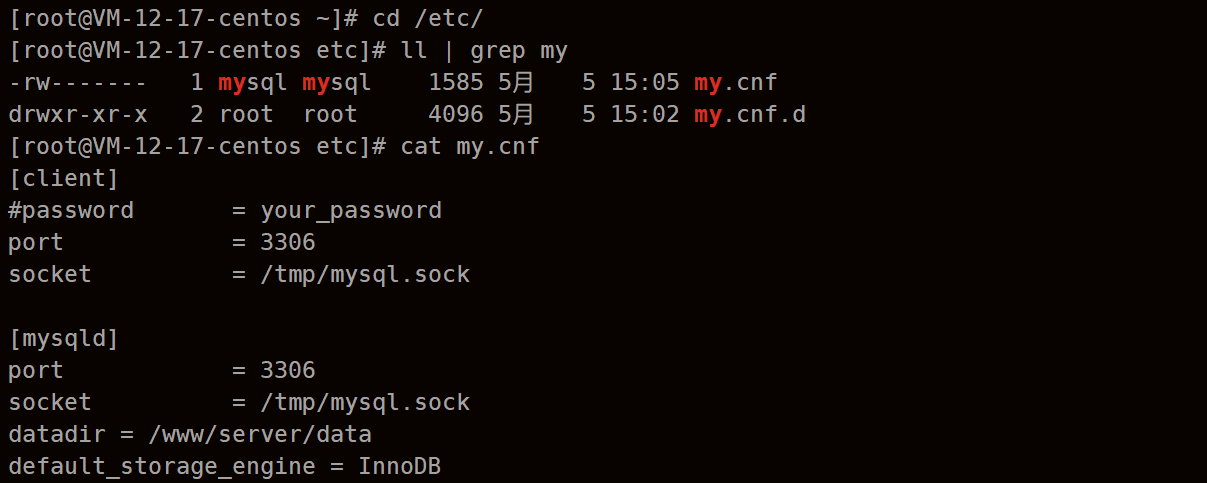 [root@VM-12-17-centos ~]# cd /etc/
[root@VM-12-17-centos etc]# ll | grep my
-rw-------   1 mysql mysql    1585 5月    5 15:05 my.cnf
drwxr-xr-x   2 root  root     4096 5月    5 15:02 my.cnf.d
[root@VM-12-17-centos etc]# cat my.cnf
[client]
#password       = your_password
port            = 3306
socket          = /tmp/mysql.sock

[mysqld]
port            = 3306
socket          = /tmp/mysql.sock
datadir = /www/server/data
default_storage_engine = InnoDB